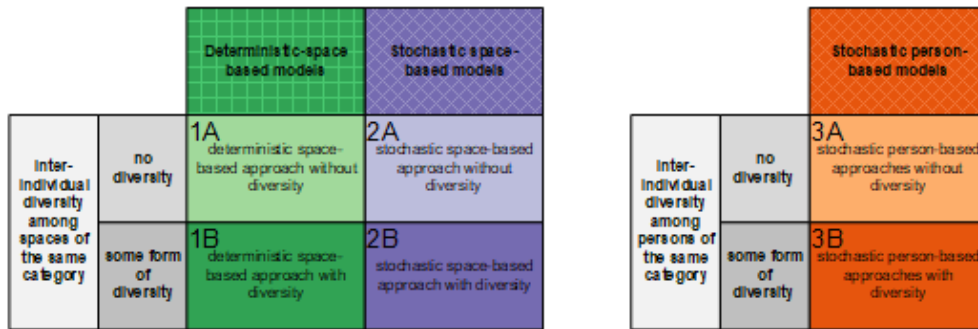 Deterministic-space
based models
Stochastic space-
based models
Stochastic person-
based models
Inter-
individual
diversity
among
spaces of
the same
category
no
diversity
1A
deterministic space-
based approach without
diversity
2A
stochastic space-based
approach without
diversity
some form
of
diversity
1B
deterministic space-
based approach with
diversity
2B
stochastic space-based
approach with diversity
Inter-
individual
diversity
among
persons of
the same
category
no
diversity
3A
stochastic person-based
approaches without
diversity
some form
of
diversity
3B
stochastic person-based
approaches with
diversity